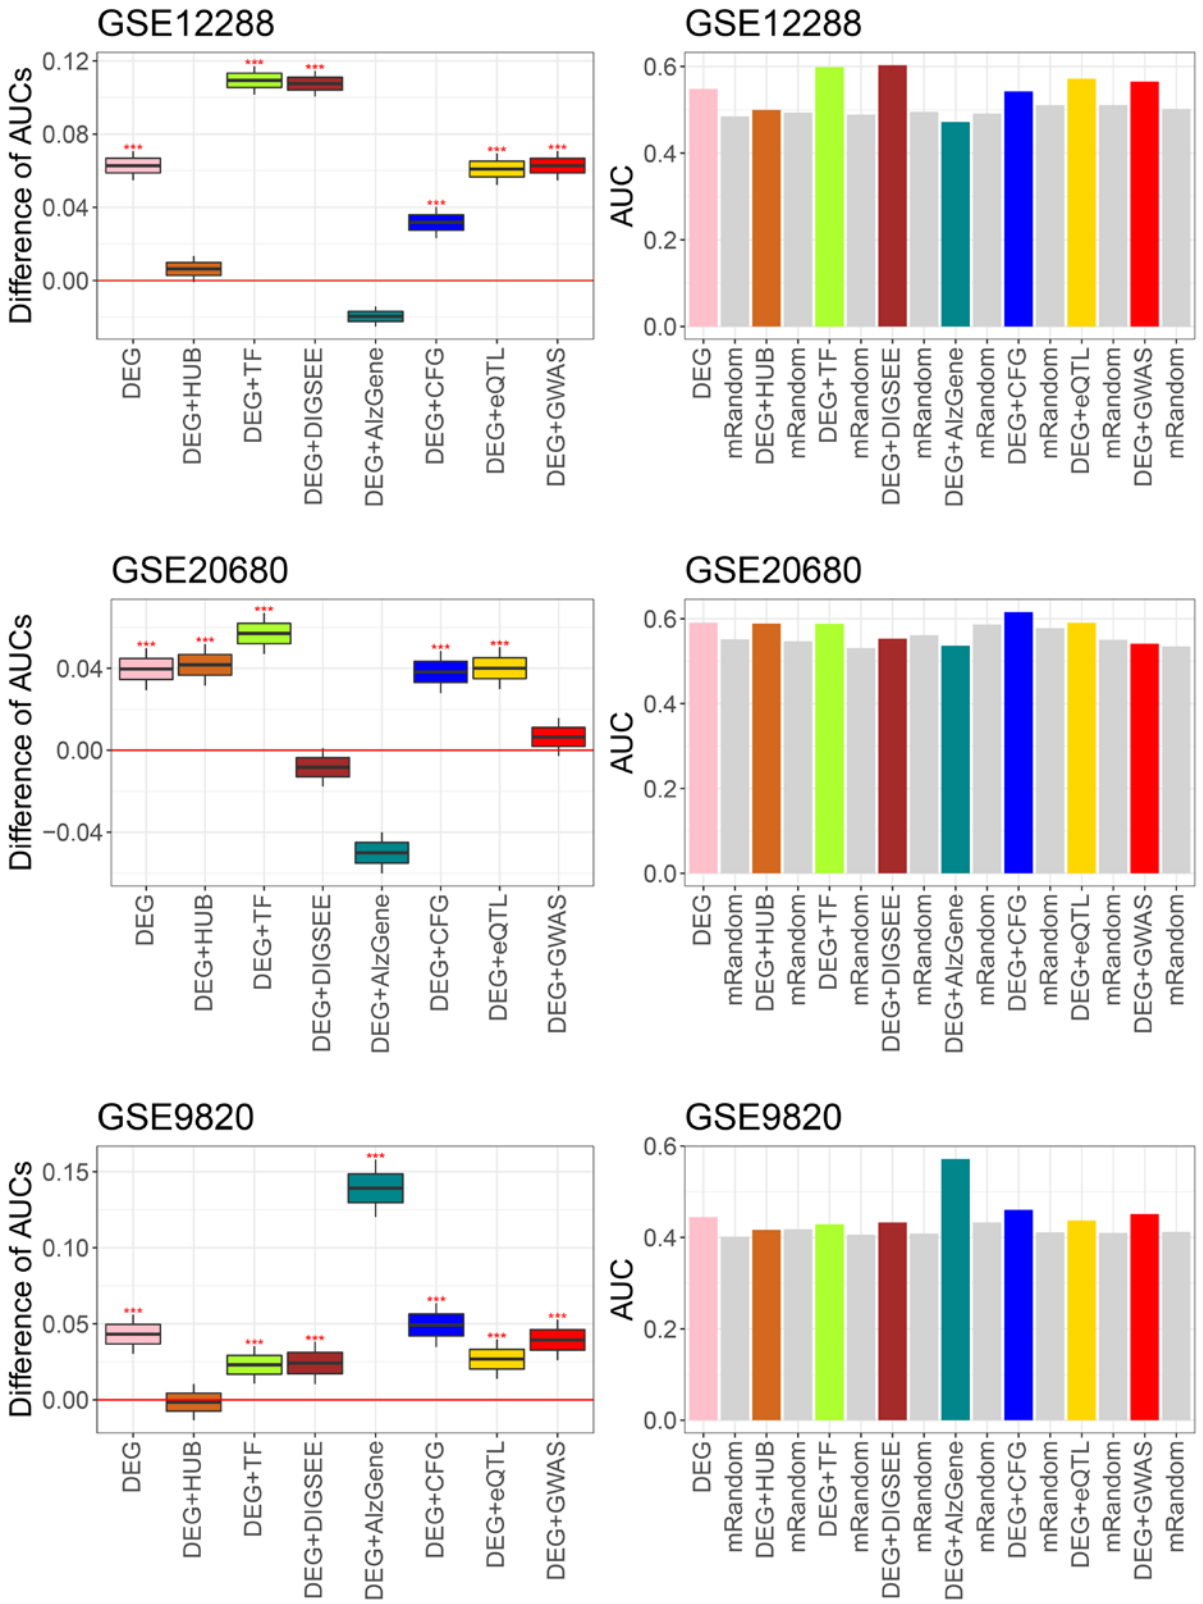 GSE12288
Difference of AUCs
0.12
0.08
0.04
0.00
***
***
***
***
***
***
DEG
DEG+HUB
DEG+TF
DEG+DIGSEE
DEG+AlzGene
DEG+CFG
DEG+eQTL
DEG+GWAS
GSE12288
AUC
0.6
0.4
0.2
0.0
DEG
mRandom
DEG+HUB
mRandom
DEG+TF
mRandom
DEG+DIGSEE
mRandom
DEG+AlzGene
mRandom
DEG+CFG
mRandom
DEG+eQTL
mRandom
DEG+GWAS
mRandom
GSE20680
Difference of AUCs
0.04
0.00
−0.04
***
***
***
***
***
DEG
DEG+HUB
DEG+TF
DEG+DIGSEE
DEG+AlzGene
DEG+CFG
DEG+eQTL
DEG+GWAS
GSE20680
AUC
0.6
0.4
0.2
0.0
DEG
mRandom
DEG+HUB
mRandom
DEG+TF
mRandom
DEG+DIGSEE
mRandom
DEG+AlzGene
mRandom
DEG+CFG
mRandom
DEG+eQTL
mRandom
DEG+GWAS
mRandom
GSE9820
Difference of AUCs
0.15
0.10
0.05
0.00
***
***
***
***
***
***
***
DEG
DEG+HUB
DEG+TF
DEG+DIGSEE
DEG+AlzGene
DEG+CFG
DEG+eQTL
DEG+GWAS
GSE9820
AUC
0.6
0.4
0.2
0.0
DEG
mRandom
DEG+HUB
mRandom
DEG+TF
mRandom
DEG+DIGSEE
mRandom
DEG+AlzGene
mRandom
DEG+CFG
mRandom
DEG+eQTL
mRandom
DEG+GWAS
mRandom